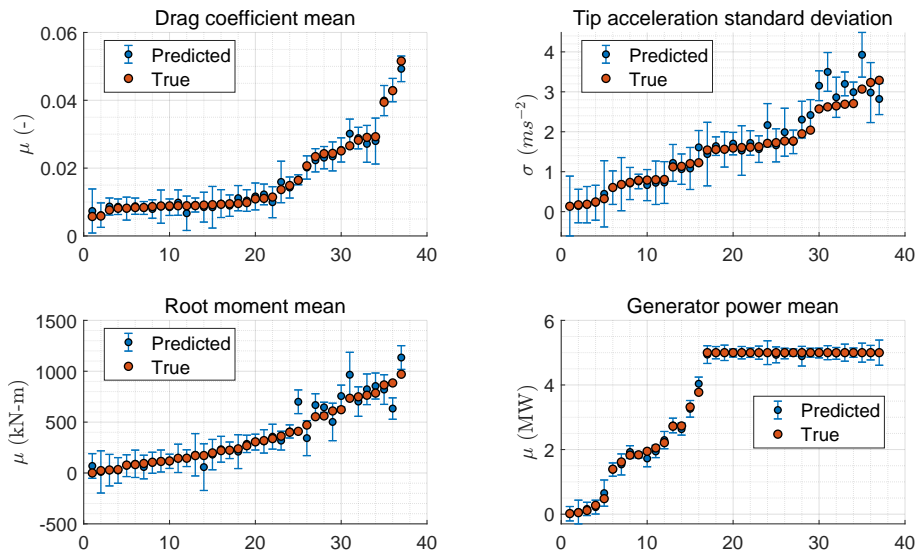 Drag coefficient mean
0.06
0.04
0.02
0
μ (-)
Predicted
True
0 10 20 30 40
Tip acceleration standard deviation
4
3
2
1
0
σ (ms⁻²)
Predicted
True
0 10 20 30 40
Root moment mean
1500
1000
500
0
-500
μ (kN-m)
Predicted
True
0 10 20 30 40
Generator power mean
6
4
2
0
μ (MW)
Predicted
True
0 10 20 30 40